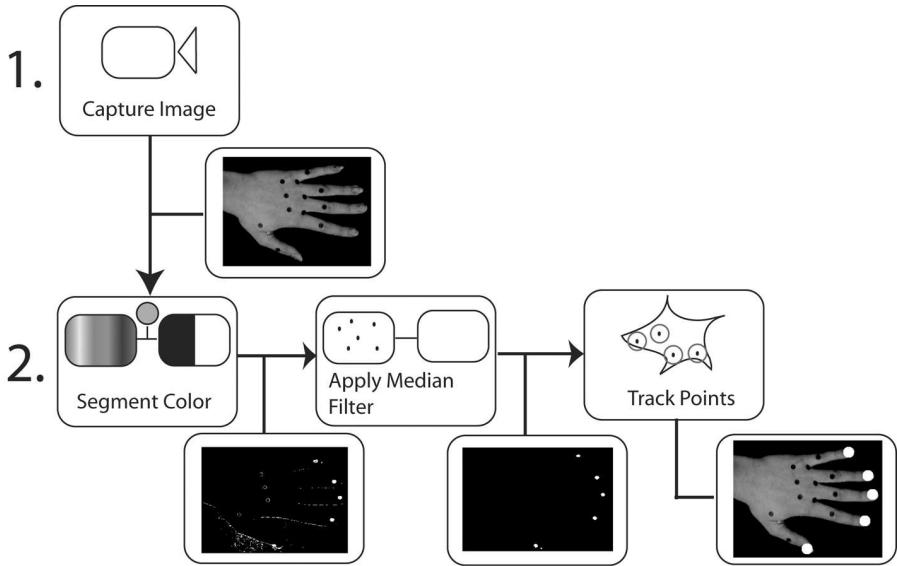 1.
Capture Image
2.
Segment Color
Apply Median
Filter
Track Points